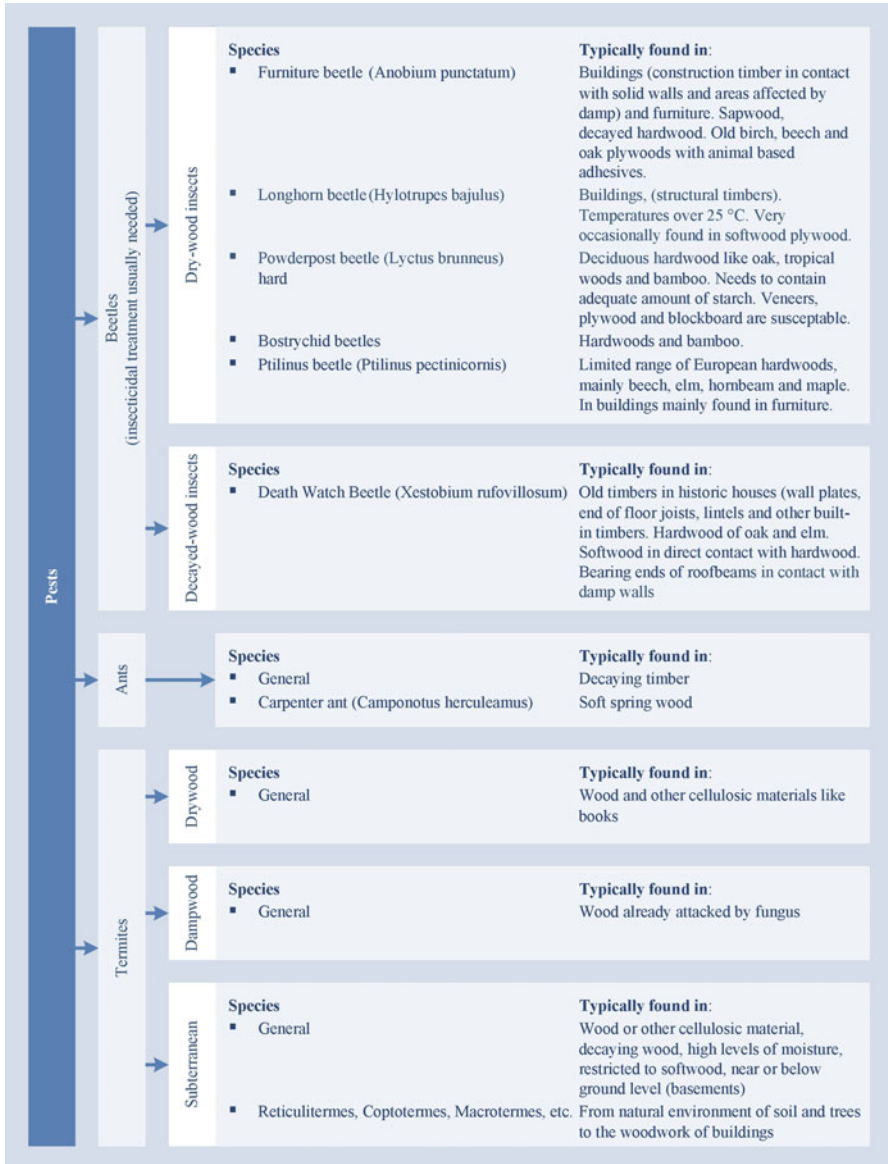 Pests
Beetles
(insecticidal treatment usually needed)
Dry-wood insects
Species
Typically found in:
▪ Furniture beetle (Anobium punctatum)
Buildings (construction timber in contact
with solid walls and areas affected by
damp) and furniture. Sapwood,
decayed hardwood. Old birch, beech and
oak plywoods with animal based
adhesives.
▪ Longhorn beetle (Hylotrupes bajulus)
Buildings, (structural timbers).
Temperatures over 25 °C. Very
occasionally found in softwood plywood.
▪ Powderpost beetle (Lyctus brunneus)
hard
Deciduous hardwood like oak, tropical
woods and bamboo. Needs to contain
adequate amount of starch. Veneers,
plywood and blockboard are susceptable.
▪ Bostrychid beetles
Hardwoods and bamboo.
▪ Ptilinus beetle (Ptilinus pectinicornis)
Limited range of European hardwoods,
mainly beech, elm, hornbeam and maple.
In buildings mainly found in furniture.
Decayed-wood insects
Species
Typically found in:
▪ Death Watch Beetle (Xestobium rufovillosum)
Old timbers in historic houses (wall plates,
end of floor joists, lintels and other built-
in timbers. Hardwood of oak and elm.
Softwood in direct contact with hardwood.
Bearing ends of roofbeams in contact with
damp walls
Ants
Species
Typically found in:
▪ General
Decaying timber
▪ Carpenter ant (Camponotus herculeamus)
Soft spring wood
Termites
Drywood
Species
Typically found in:
▪ General
Wood and other cellulosic materials like
books
Dampwood
Species
Typically found in:
▪ General
Wood already attacked by fungus
Subterranean
Species
Typically found in:
▪ General
Wood or other cellulosic material,
decaying wood, high levels of moisture,
restricted to softwood, near or below
ground level (basements)
▪ Reticulitermes, Coptotermes, Macrotermes, etc.
From natural environment of soil and trees
to the woodwork of buildings